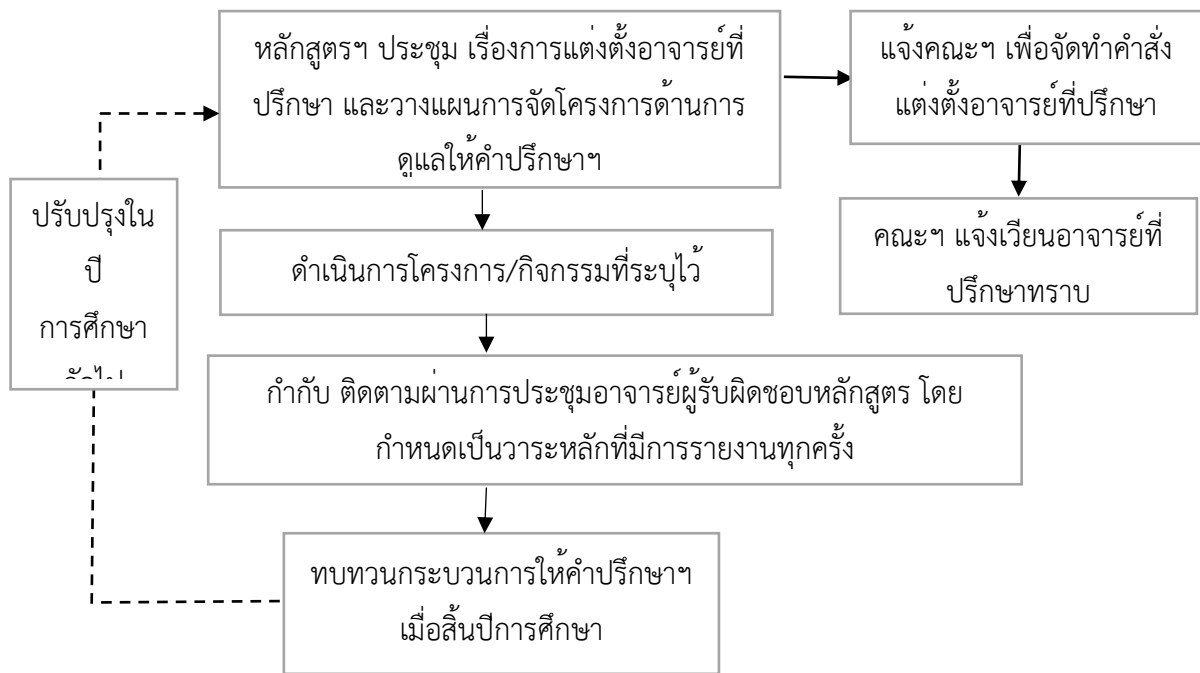 หลักสูตรฯ ประชุม เรื่องการแต่งตั้งอาจารย์ที่
ปรึกษา และวางแผนการจัดโครงการด้านการ
ดูแลให้คำปรึกษาฯ
แจ้งคณะฯ เพื่อจัดทำคำสั่ง
แต่งตั้งอาจารย์ที่ปรึกษา
คณะฯ แจ้งเวียนอาจารย์ที่
ปรึกษาทราบ
ปรับปรุงใน
ปี
การศึกษา
ดำเนินการโครงการ/กิจกรรมที่ระบุไว้
กำกับ ติดตามผ่านการประชุมอาจารย์ผู้รับผิดชอบหลักสูตร โดย
กำหนดเป็นวาระหลักที่มีการรายงานทุกครั้ง
ทบทวนกระบวนการให้คำปรึกษาฯ
เมื่อสิ้นปีการศึกษา